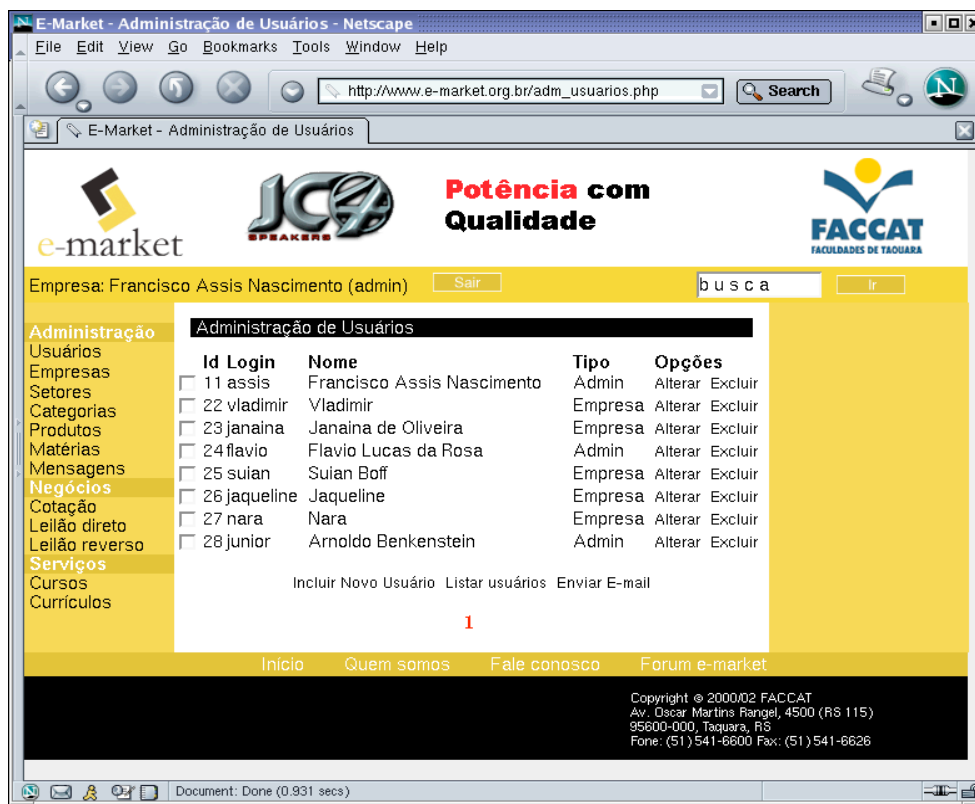 E-Market - Administração de Usuários - Netscape
File Edit View Go Bookmarks Tools Window Help
http://www.e-market.org.br/adm_usuarios.php Search
E-Market - Administração de Usuários
e-market
JC4
SPEAKERS
Potência com
Qualidade
FACCAT
FACULDADES DE TAQUARA
Empresa: Francisco Assis Nascimento (admin) Sair busca Ir
Administração
Usuários
Empresas
Setores
Categorias
Produtos
Matérias
Mensagens
Negócios
Cotação
Leilão direto
Leilão reverso
Serviços
Cursos
Currículos
Administração de Usuários
Id Login Nome Tipo Opções
11 assis Francisco Assis Nascimento Admin Alterar Excluir
22 vladimir Vladimir Empresa Alterar Excluir
23 janaina Janaina de Oliveira Empresa Alterar Excluir
24 flavio Flavio Lucas da Rosa Admin Alterar Excluir
25 suian Suian Boff Empresa Alterar Excluir
26 jaqueline Jaqueline Empresa Alterar Excluir
27 nara Nara Empresa Alterar Excluir
28 junior Arnoldo Benkenstein Admin Alterar Excluir
Incluir Novo Usuário Listar usuários Enviar E-mail
1
Início Quem somos Fale conosco Forum e-market
Copyright © 2000/02 FACCAT
Av. Oscar Martins Rangel, 4500 (RS 115)
95600-000, Taquara, RS
Fone: (51) 541-6600 Fax: (51) 541-6626
Document: Done (0.931 secs)